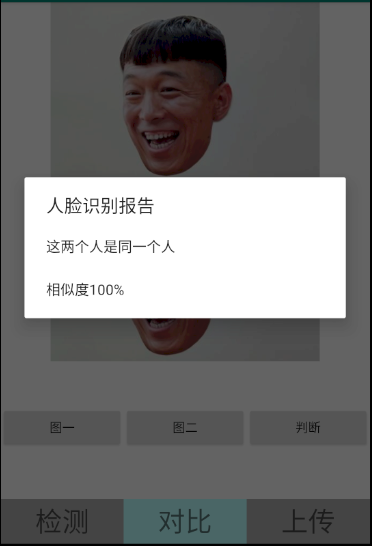 人脸识别报告
这两个人是同一个人
相似度100%
图一
图二
判断
检测
对比
上传